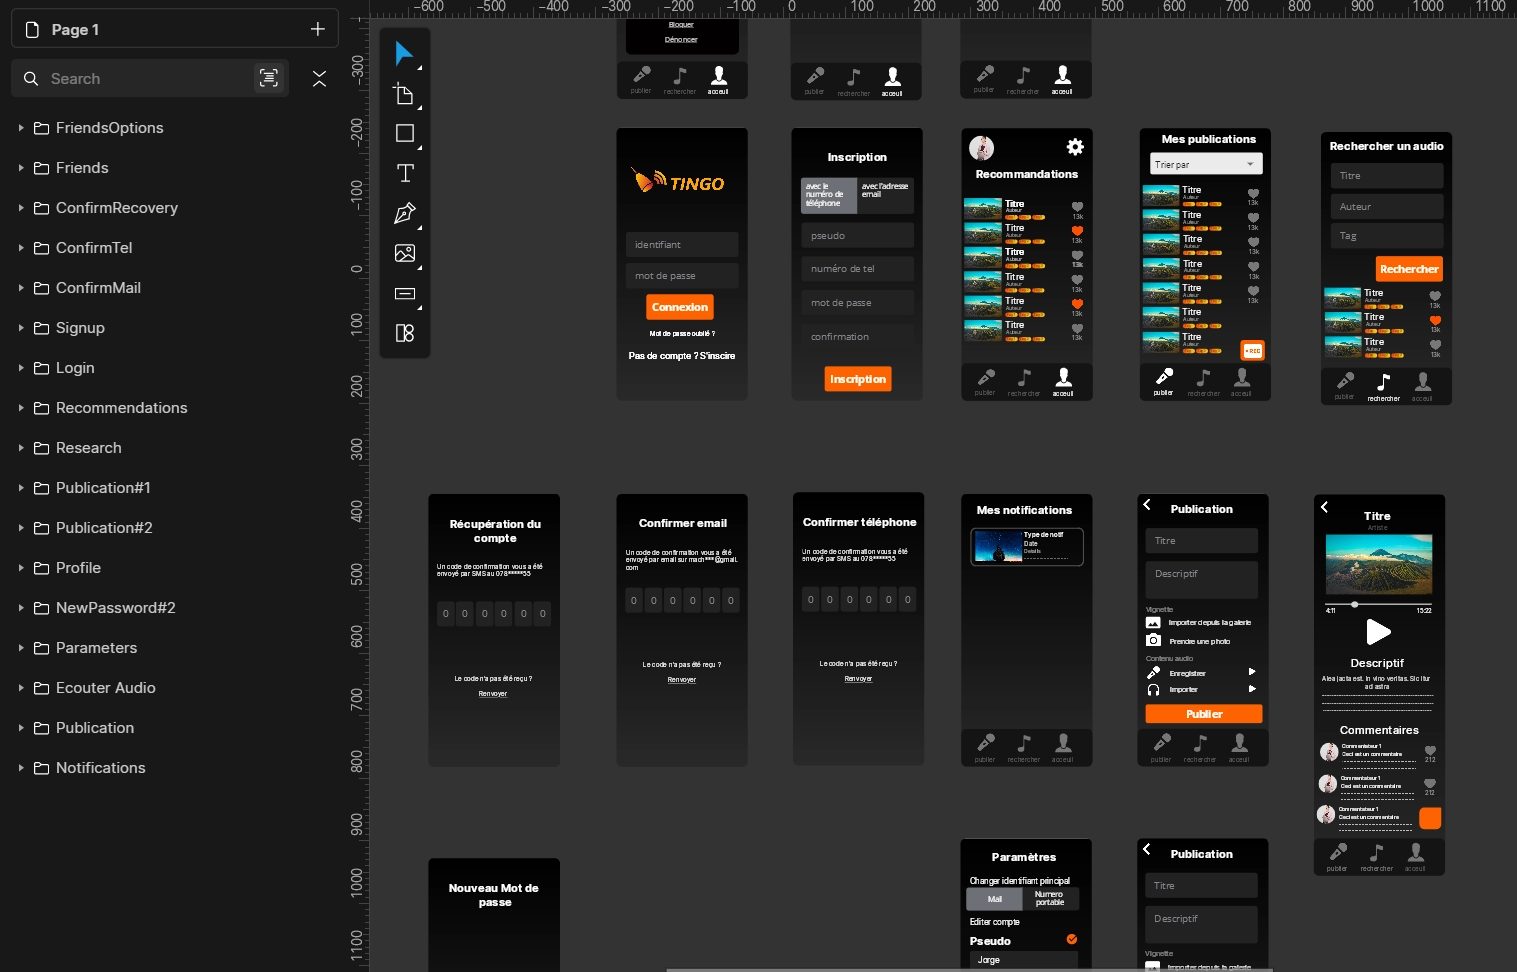 Page 1
Search
FriendsOptions
Friends
ConfirmRecovery
ConfirmTel
ConfirmMail
Signup
Login
Recommendations
Research
Publication#1
Publication#2
Profile
NewPassword#2
Parameters
Ecouter Audio
Publication
Notifications
-600 -500 -400 -300 -200 -100 0 100 200 300 400 500 600 700 800 900 1000 1100
-300
-200
-100
0
100
200
300
400
500
600
700
800
900
1000
1100
Bloquer
Dénoncer
publier rechercher acceuil
publier rechercher acceuil
publier rechercher acceuil
TINGO
identifiant
mot de passe
Connexion
Mot de passe oublié ?
Pas de compte ? S'inscire
Inscription
avec le
numéro de
téléphone
avec l'adresse
email
pseudo
numéro de tel
mot de passe
confirmation
Inscription
Recommandations
Titre
Auteur
13k
Titre
Auteur
13k
Titre
Auteur
13k
Titre
Auteur
13k
Titre
Auteur
13k
Titre
Auteur
13k
publier rechercher acceuil
Mes publications
Trier par
Titre
Auteur
13k
Titre
Auteur
13k
Titre
Auteur
13k
Titre
Auteur
13k
Titre
Auteur
13k
Titre
Auteur
Titre
Auteur
REC
publier rechercher acceuil
Rechercher un audio
Titre
Auteur
Tag
Rechercher
Titre
Auteur
13k
Titre
Auteur
13k
Titre
Auteur
13k
publier rechercher acceuil
Récupération du
compte
Un code de confirmation vous a été
envoyé par SMS au 078*****55
0 0 0 0 0 0
Le code n'a pas été reçu ?
Renvoyer
Confirmer email
Un code de confirmation vous a été
envoyé par email sur mach***@gmail.
com
0 0 0 0 0 0
Le code n'a pas été reçu ?
Renvoyer
Confirmer téléphone
Un code de confirmation vous a été
envoyé par SMS au 078*****55
0 0 0 0 0 0
Le code n'a pas été reçu ?
Renvoyer
Mes notifications
Type de notif
Date
Details
publier rechercher acceuil
Publication
Titre
Descriptif
Vignette
Importer depuis la galerie
Prendre une photo
Contenu audio
Enregistrer
Importer
Publier
publier rechercher acceuil
Titre
Artiste
4:11 15:22
Descriptif
Alea jacta est. In vino veritas. Sic itur
ad astra
Commentaires
Commentateur 1
Ceci est un commentaire
212
Commentateur 1
Ceci est un commentaire
212
Commentateur 1
Ceci est un commentaire
publier rechercher acceuil
Nouveau Mot de
passe
Paramètres
Changer identifiant principal
Mail
Numero
portable
Editer compte
Pseudo
Jorge
Publication
Titre
Descriptif
Vignette
Importer depuis la galerie